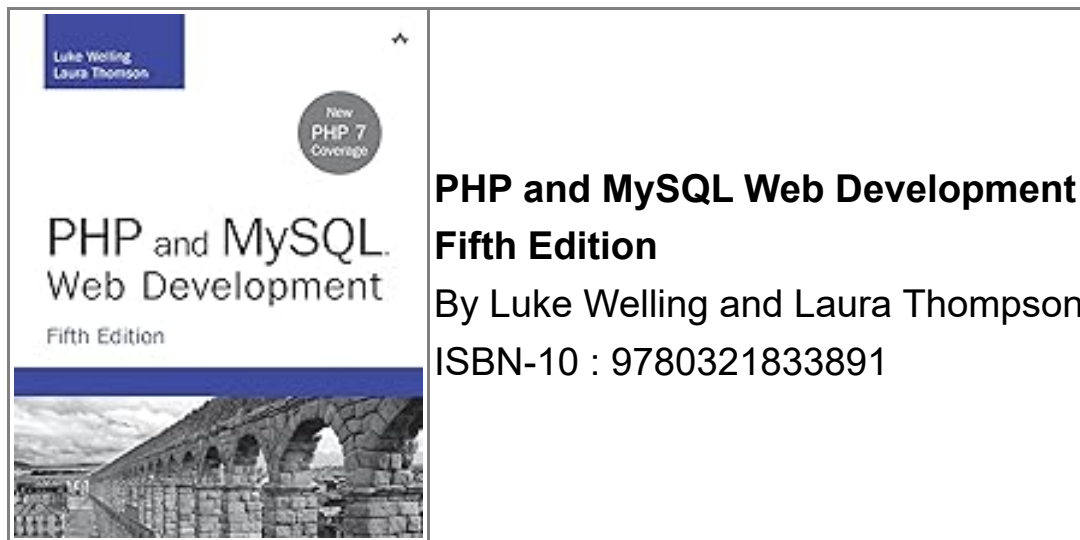 Luke Welling
Laura Thomson
New
PHP 7
Coverage
PHP and MySQL
Web Development
Fifth Edition
PHP and MySQL Web Development
Fifth Edition
By Luke Welling and Laura Thompson
ISBN-10 : 9780321833891